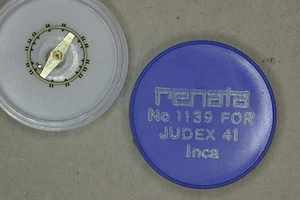 renata
No 1139 FOR
JUDEX 41
Inca